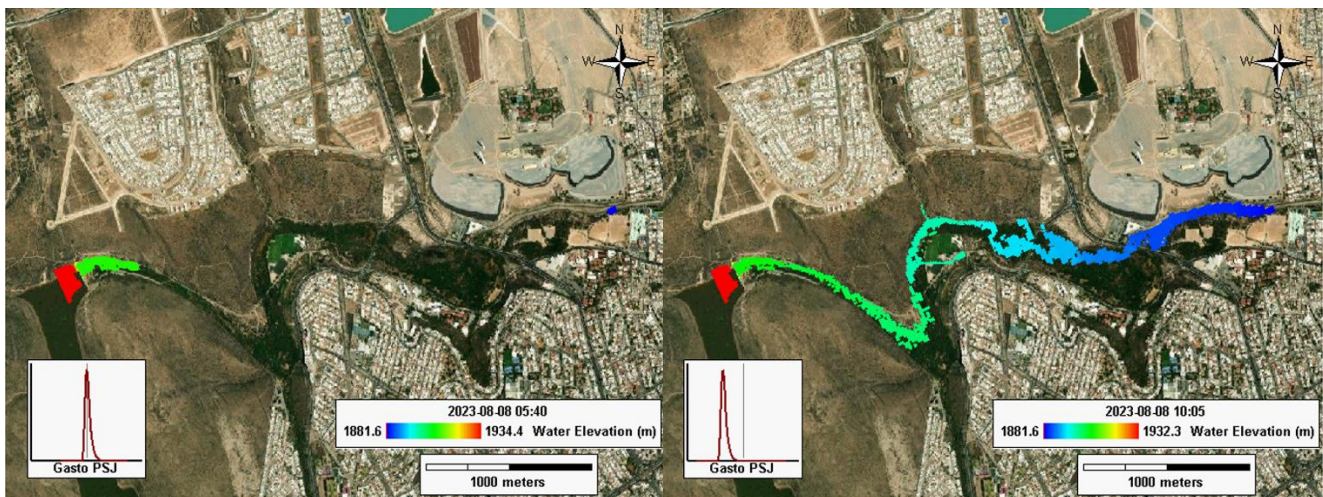 N
W E
S
2023-08-08 05:40
1881.6 1934.4 Water Elevation (m)
Gasto PSJ
1000 meters
N
W E
S
2023-08-08 10:05
1881.6 1932.3 Water Elevation (m)
Gasto PSJ
1000 meters